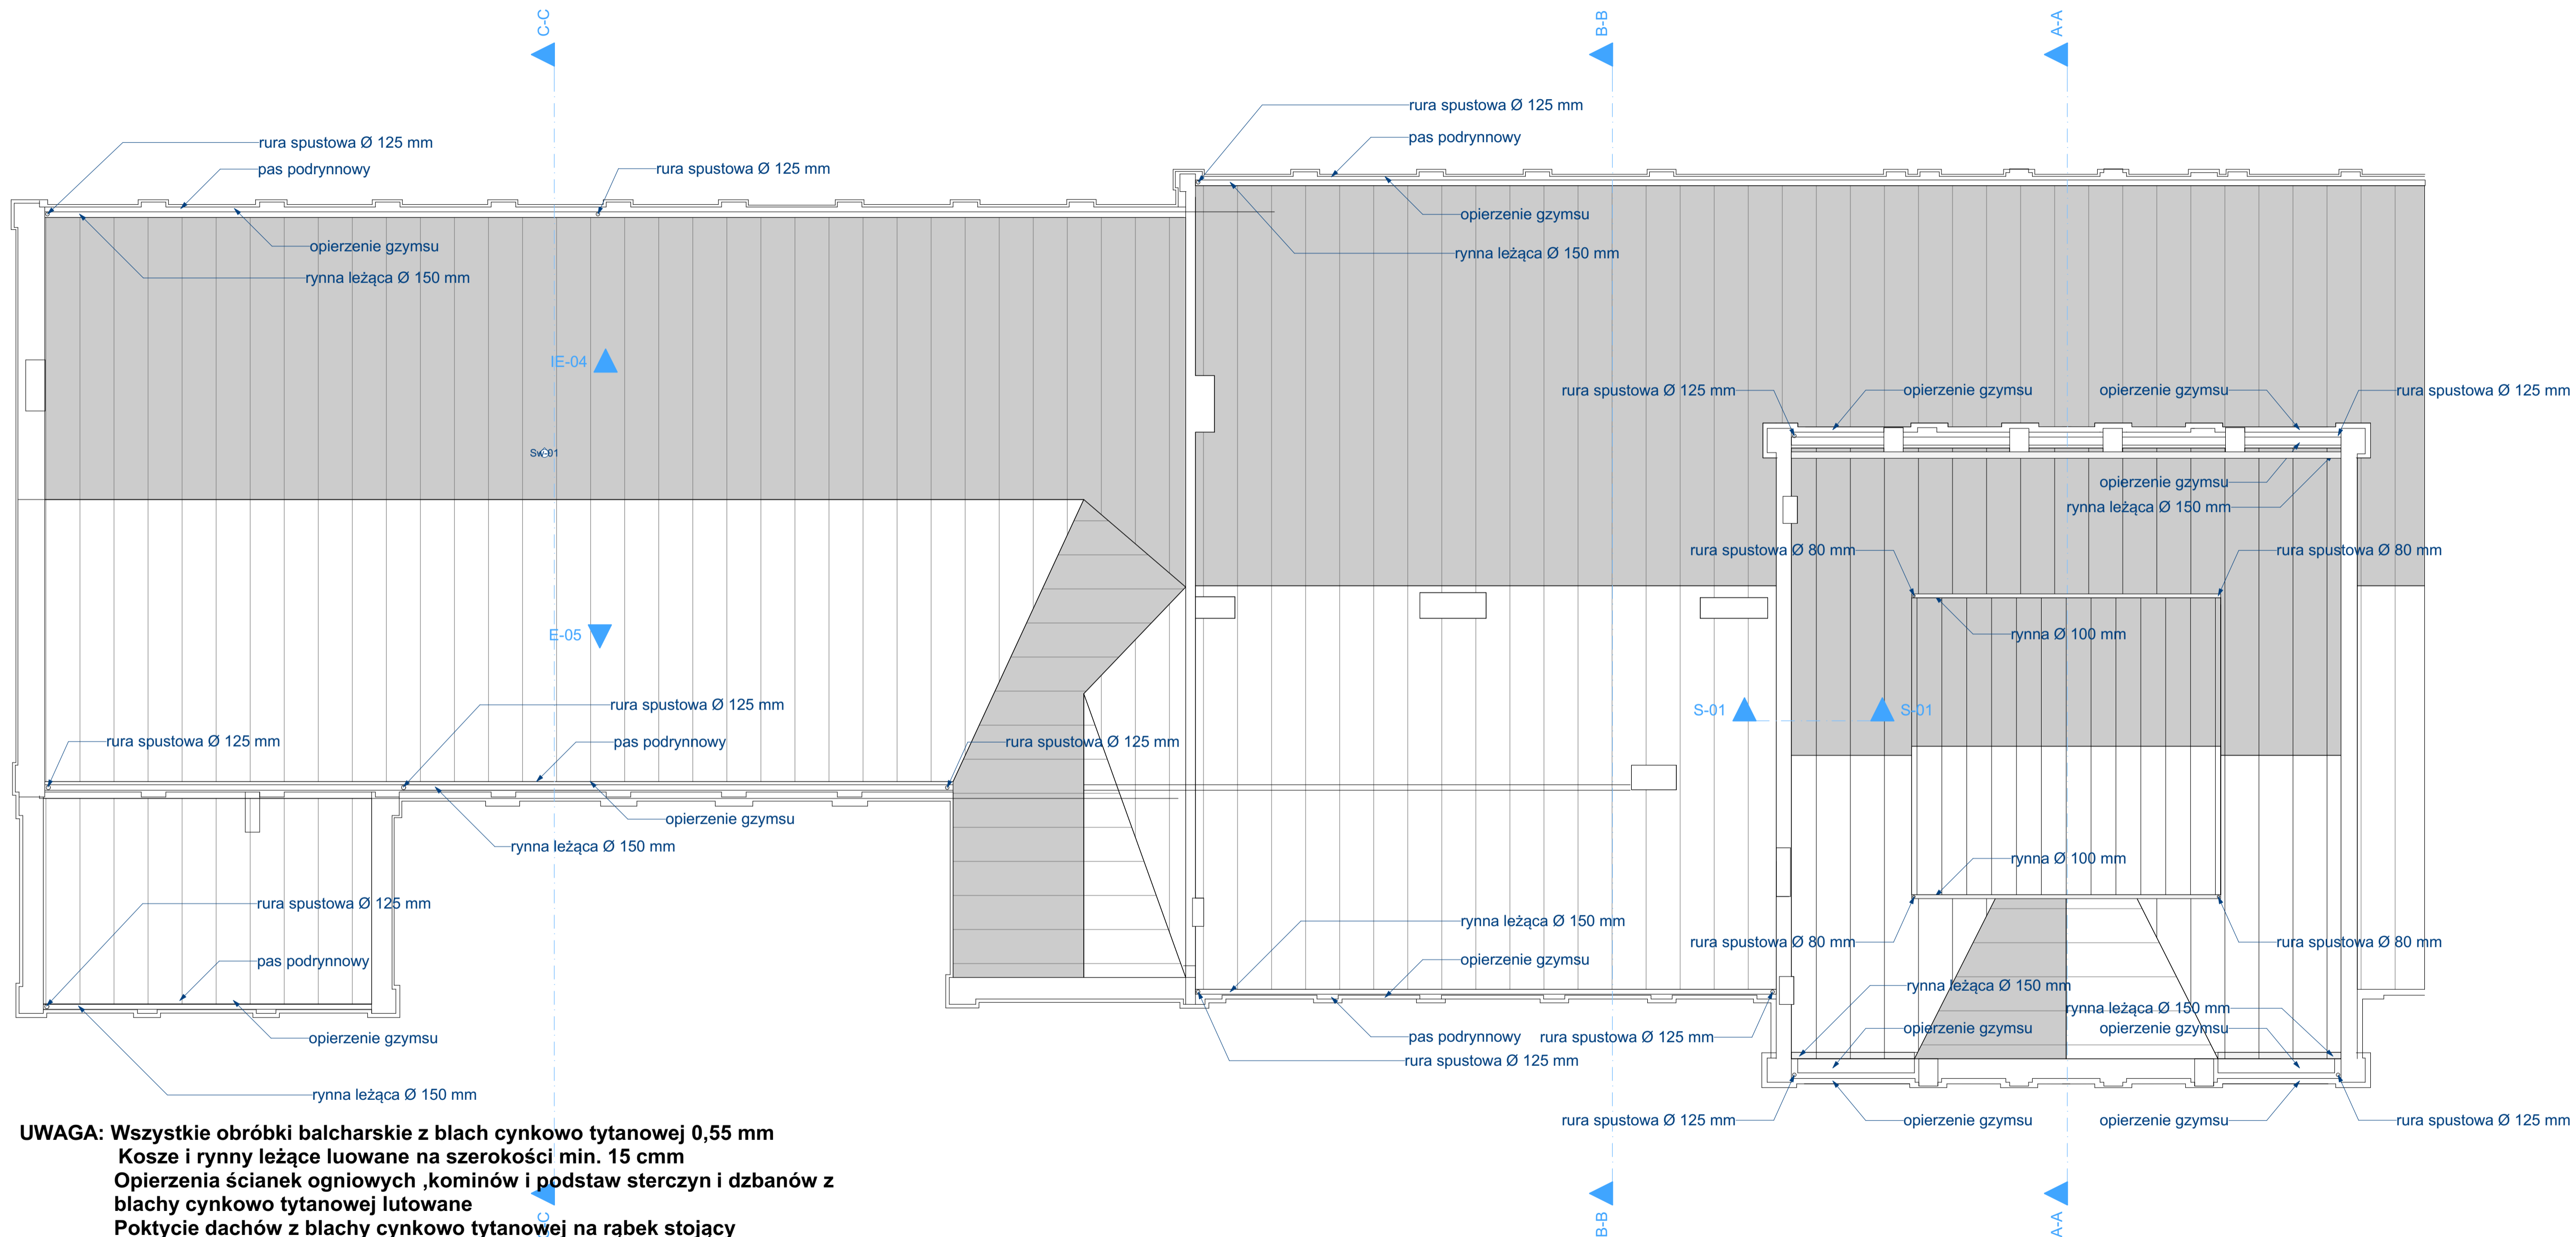 C-C
B-B
A-A
rura spustowa Ø 125 mm
pas podrynnowy
rura spustowa Ø 125 mm
opierzenie gzymsu
rynna leżąca Ø 150 mm
rura spustowa Ø 125 mm
pas podrynnowy
opierzenie gzymsu
rynna leżąca Ø 150 mm
IE-04
Sw-01
E-05
rura spustowa Ø 125 mm
opierzenie gzymsu
opierzenie gzymsu
rura spustowa Ø 125 mm
opierzenie gzymsu
rynna leżąca Ø 150 mm
rura spustowa Ø 80 mm
rura spustowa Ø 80 mm
rynna Ø 100 mm
S-01
S-01
rura spustowa Ø 125 mm
rura spustowa Ø 125 mm
pas podrynnowy
rura spustowa Ø 125 mm
opierzenie gzymsu
rynna leżąca Ø 150 mm
rynna Ø 100 mm
rura spustowa Ø 125 mm
pas podrynnowy
opierzenie gzymsu
rynna leżąca Ø 150 mm
rynna leżąca Ø 150 mm
opierzenie gzymsu
pas podrynnowy
rura spustowa Ø 125 mm
rura spustowa Ø 125 mm
rura spustowa Ø 80 mm
rura spustowa Ø 80 mm
rynna leżąca Ø 150 mm
rynna leżąca Ø 150 mm
opierzenie gzymsu
opierzenie gzymsu
rura spustowa Ø 125 mm
opierzenie gzymsu
opierzenie gzymsu
rura spustowa Ø 125 mm
UWAGA: Wszystkie obróbki balcharskie z blach cynkowo tytanowej 0,55 mm
Kosze i rynny leżące luowane na szerokości min. 15 cmm
Opierzenia ścianek ogniowych ,kominów i podstaw sterczyn i dzbanów z
blachy cynkowo tytanowej lutowane
Poktycie dachów z blachy cynkowo tytanowej na rąbek stojący
C-C
B-B
A-A